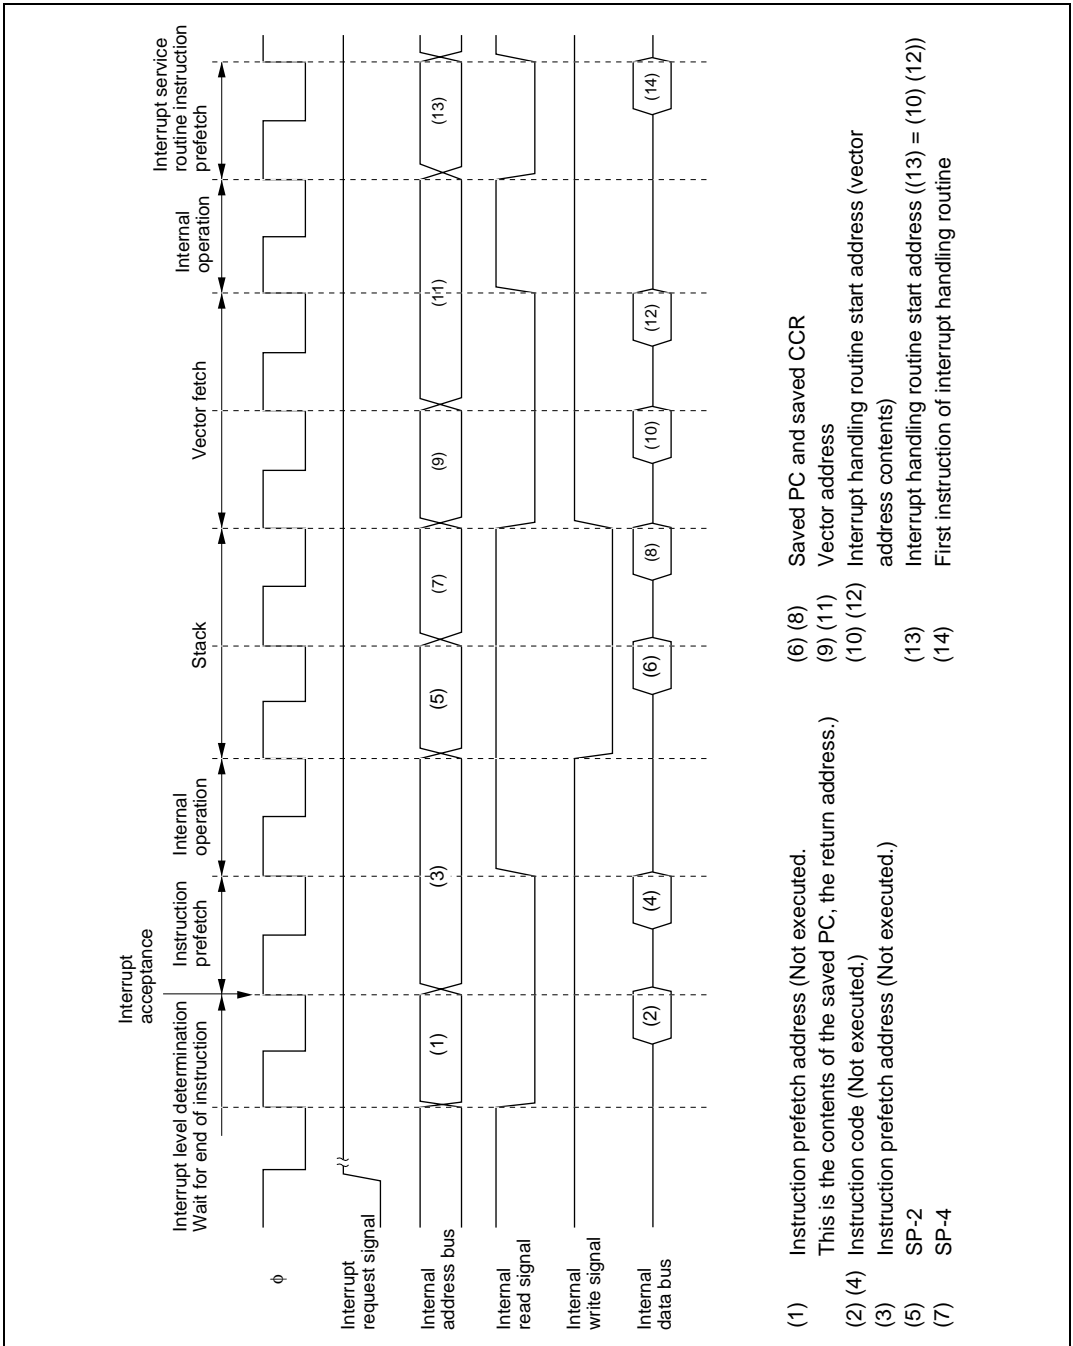 Interrupt
acceptance
Interrupt level determination
Wait for end of instruction
Instruction
prefetch
Internal
operation
Stack
Vector fetch
Internal
operation
Interrupt service
routine instruction
prefetch
ϕ
Interrupt
request signal
Internal
address bus
(1)
(3)
(5)
(7)
(9)
(11)
(13)
Internal
read signal
Internal
write signal
Internal
data bus
(2)
(4)
(6)
(8)
(10)
(12)
(14)
(1) Instruction prefetch address (Not executed.
This is the contents of the saved PC, the return address.)
(2) (4) Instruction code (Not executed.)
(3) Instruction prefetch address (Not executed.)
(5) SP-2
(7) SP-4
(6) (8) Saved PC and saved CCR
(9) (11) Vector address
(10) (12) Interrupt handling routine start address (vector
address contents)
(13) Interrupt handling routine start address ((13) = (10) (12))
(14) First instruction of interrupt handling routine